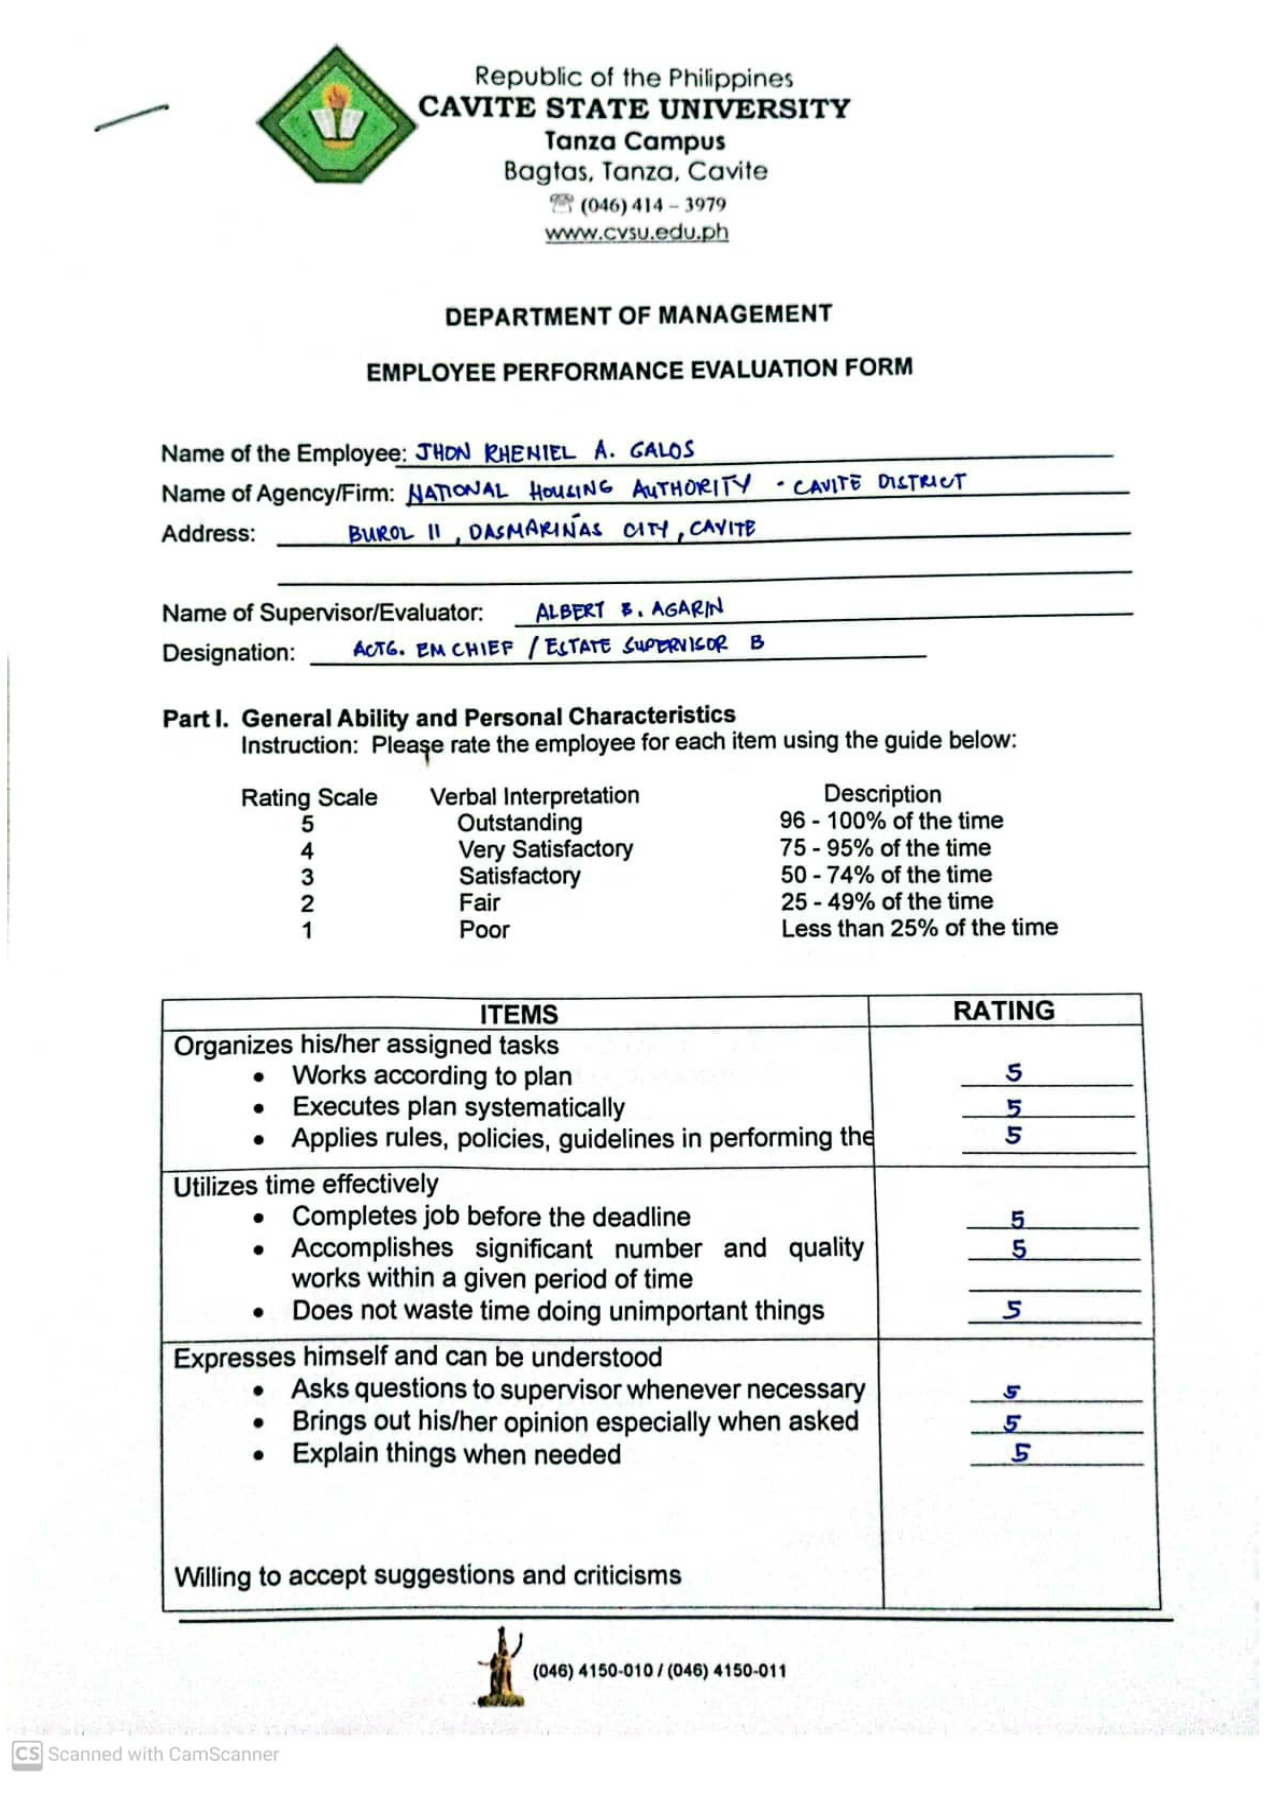 Republic of the Philippines
CAVITE STATE UNIVERSITY
Tanza Campus
Bagtas, Tanza, Cavite
☏ (046) 414 – 3979
www.cvsu.edu.ph
DEPARTMENT OF MANAGEMENT
EMPLOYEE PERFORMANCE EVALUATION FORM
Name of the Employee: JHON RHENIEL A. GALOS
Name of Agency/Firm: NATIONAL HOUSING AUTHORITY - CAVITE DISTRICT
Address: BUROL II, DASMARIÑAS CITY, CAVITE
Name of Supervisor/Evaluator: ALBERT B. AGARIN
Designation: ACTG. EM CHIEF / ESTATE SUPERVISOR B
Part I. General Ability and Personal Characteristics
Instruction: Please rate the employee for each item using the guide below:
Rating Scale Verbal Interpretation Description
5 Outstanding 96 - 100% of the time
4 Very Satisfactory 75 - 95% of the time
3 Satisfactory 50 - 74% of the time
2 Fair 25 - 49% of the time
1 Poor Less than 25% of the time
ITEMS RATING
Organizes his/her assigned tasks
• Works according to plan 5
• Executes plan systematically 5
• Applies rules, policies, guidelines in performing the 5
Utilizes time effectively
• Completes job before the deadline 5
• Accomplishes significant number and quality 5
works within a given period of time
• Does not waste time doing unimportant things 5
Expresses himself and can be understood
• Asks questions to supervisor whenever necessary 5
• Brings out his/her opinion especially when asked 5
• Explain things when needed 5
Willing to accept suggestions and criticisms
(046) 4150-010 / (046) 4150-011
CS Scanned with CamScanner